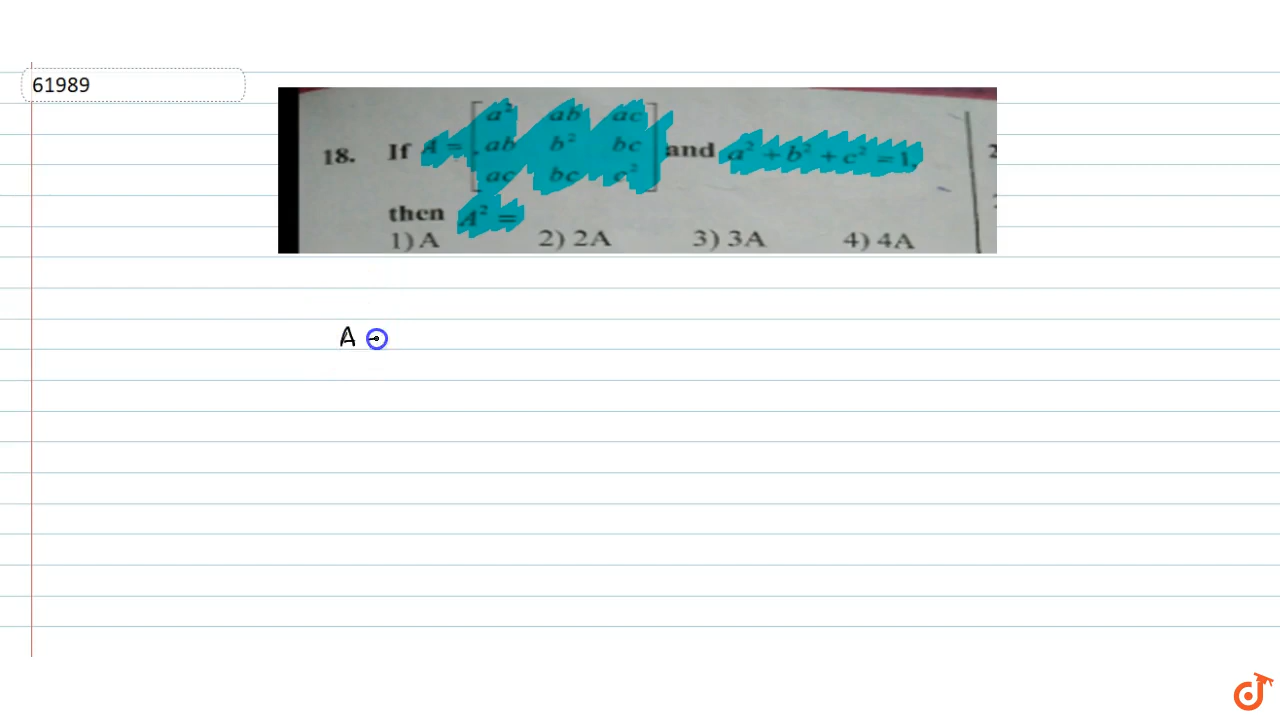 61989
18. If A = [ a² ab ac
ab b² bc
ac bc c² ] and a² + b² + c² = 1,
then A² =
1) A 2) 2A 3) 3A 4) 4A
A